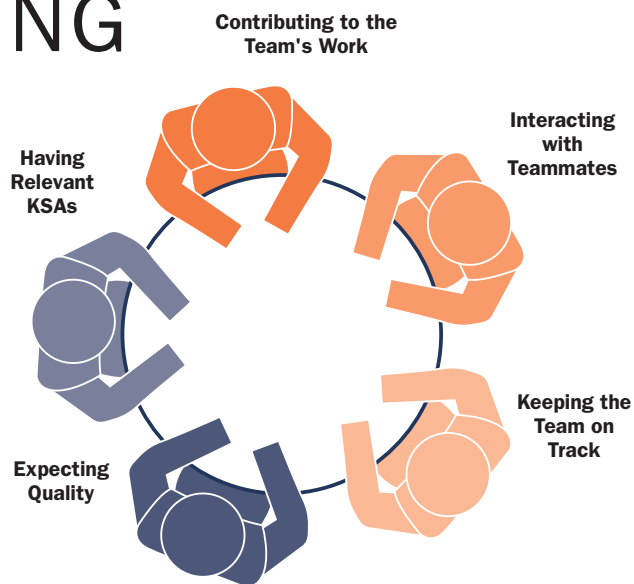 NG
Contributing to the
Team's Work
Interacting
with
Teammates
Having
Relevant
KSAs
Keeping the
Team on
Track
Expecting
Quality